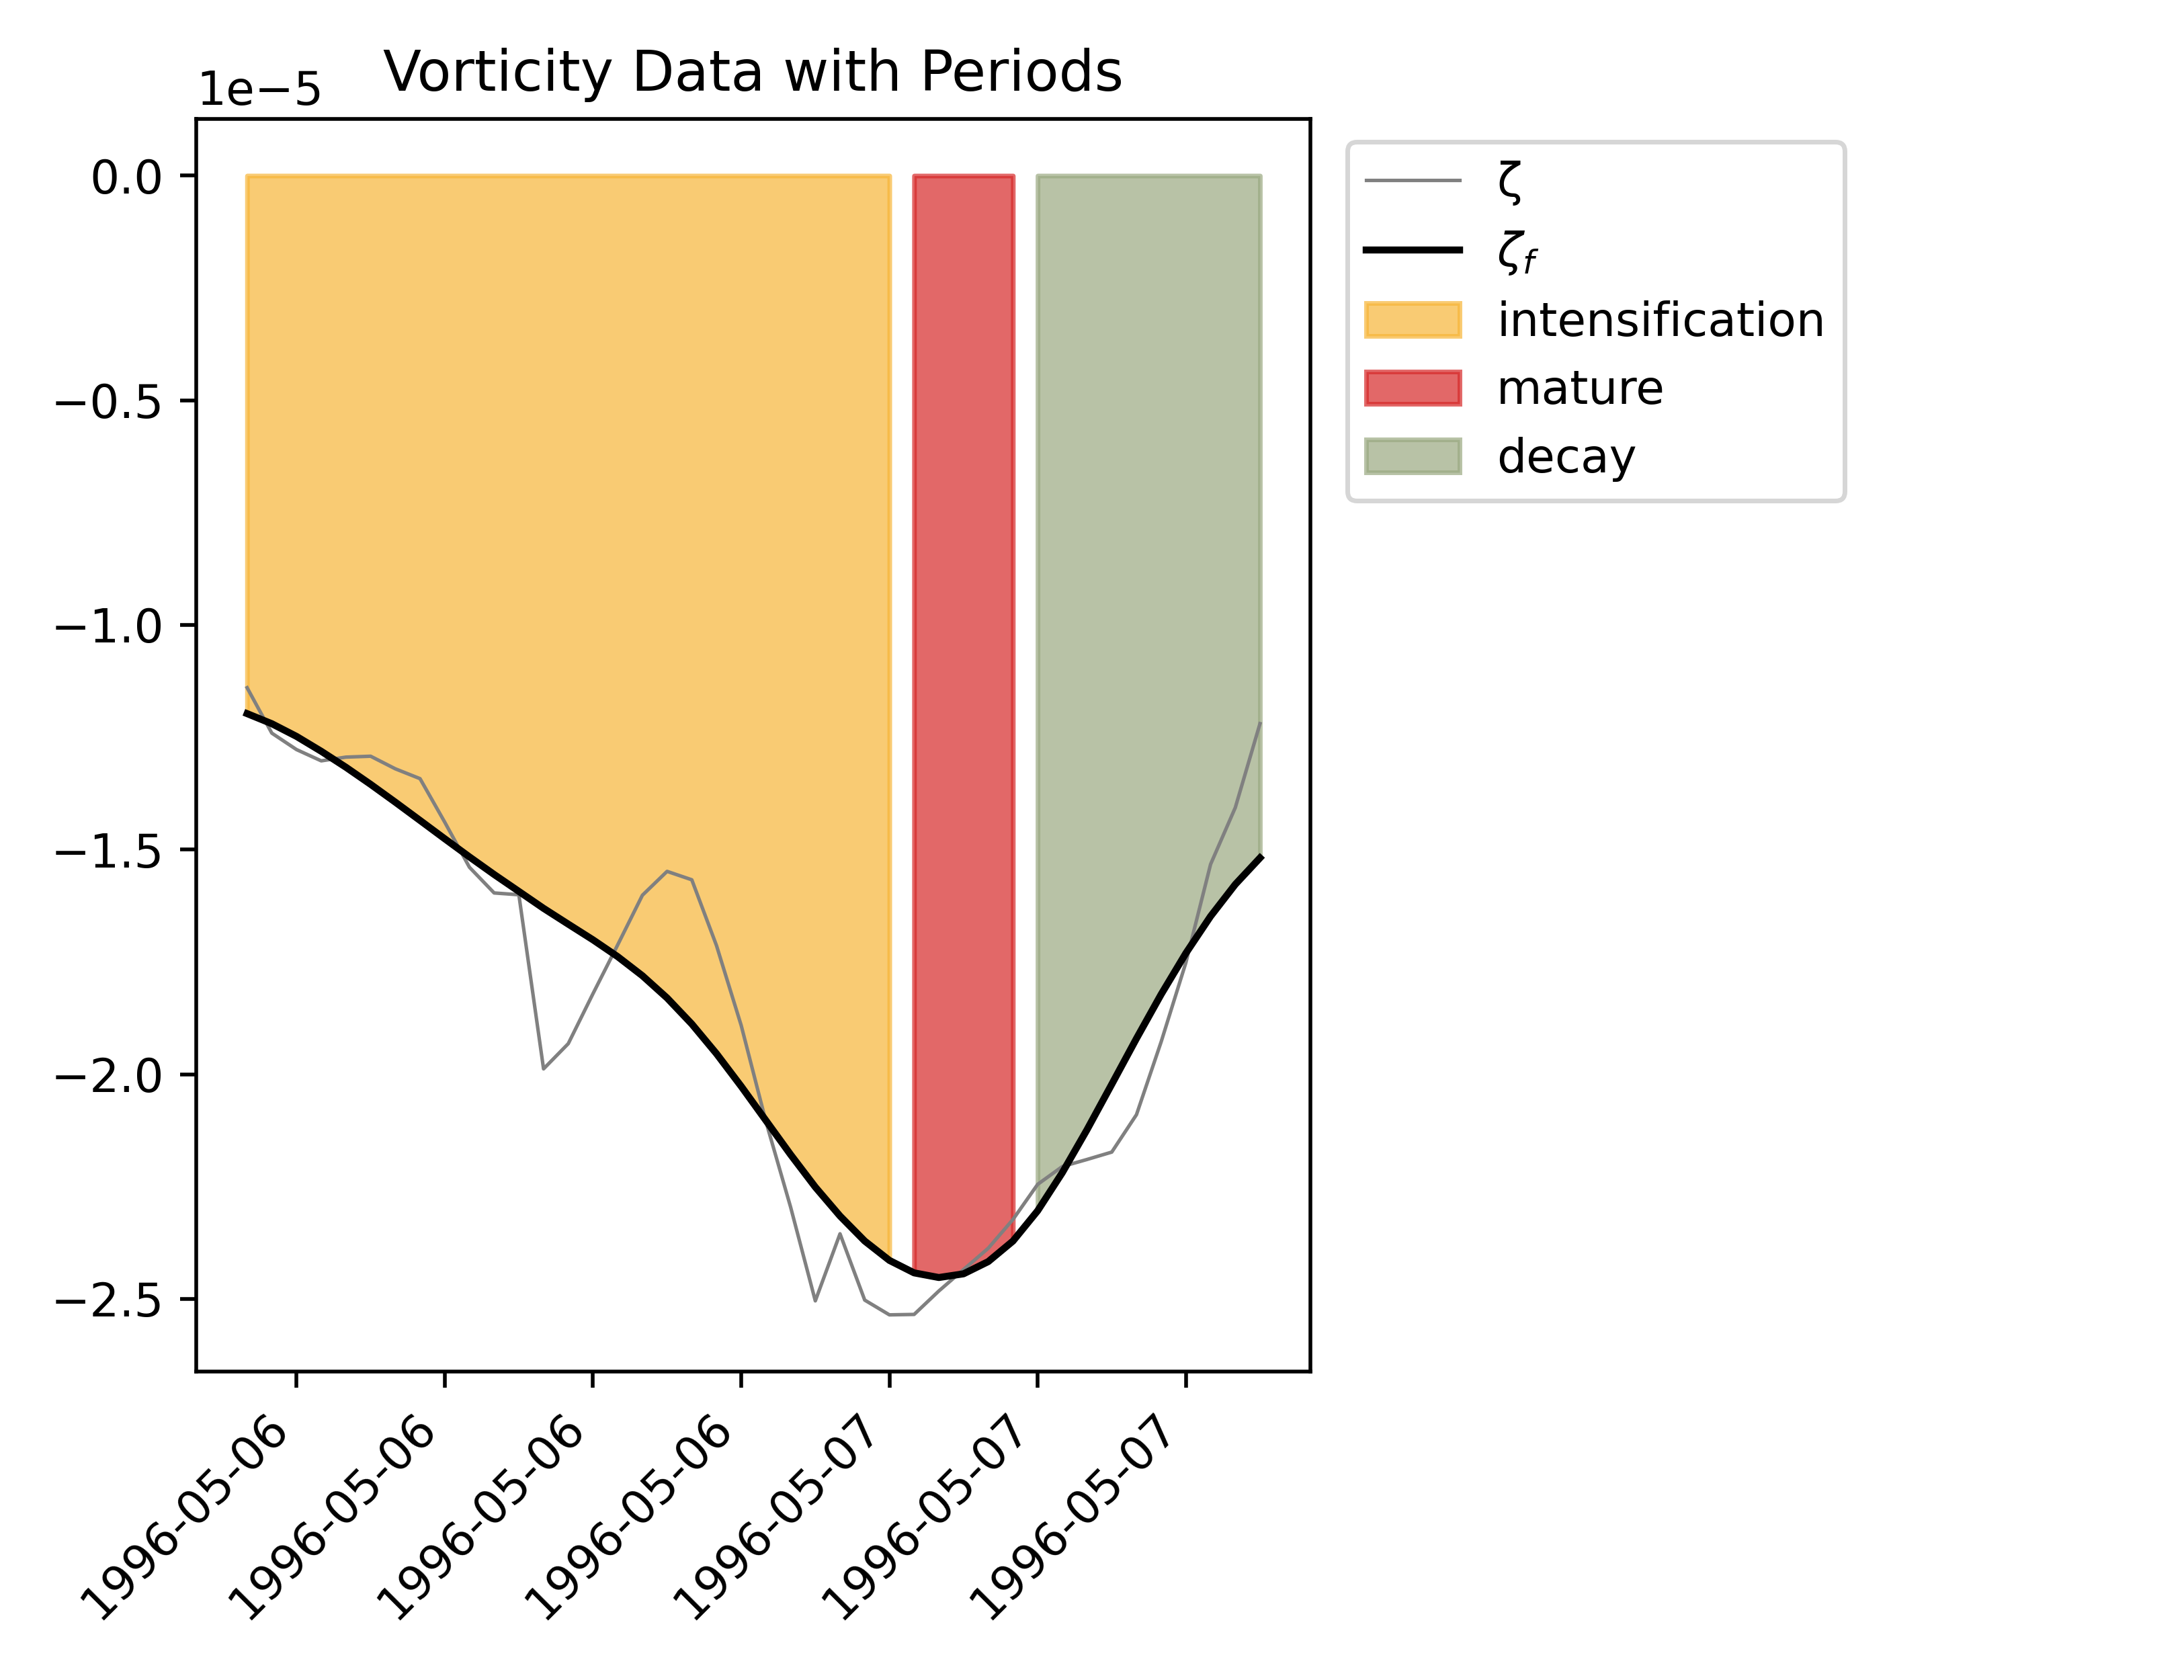 Vorticity Data with Periods
1e−5
0.0
−0.5
−1.0
−1.5
−2.0
−2.5
1996-05-06
1996-05-06
1996-05-06
1996-05-06
1996-05-07
1996-05-07
1996-05-07
ζ
ζf
intensification
mature
decay